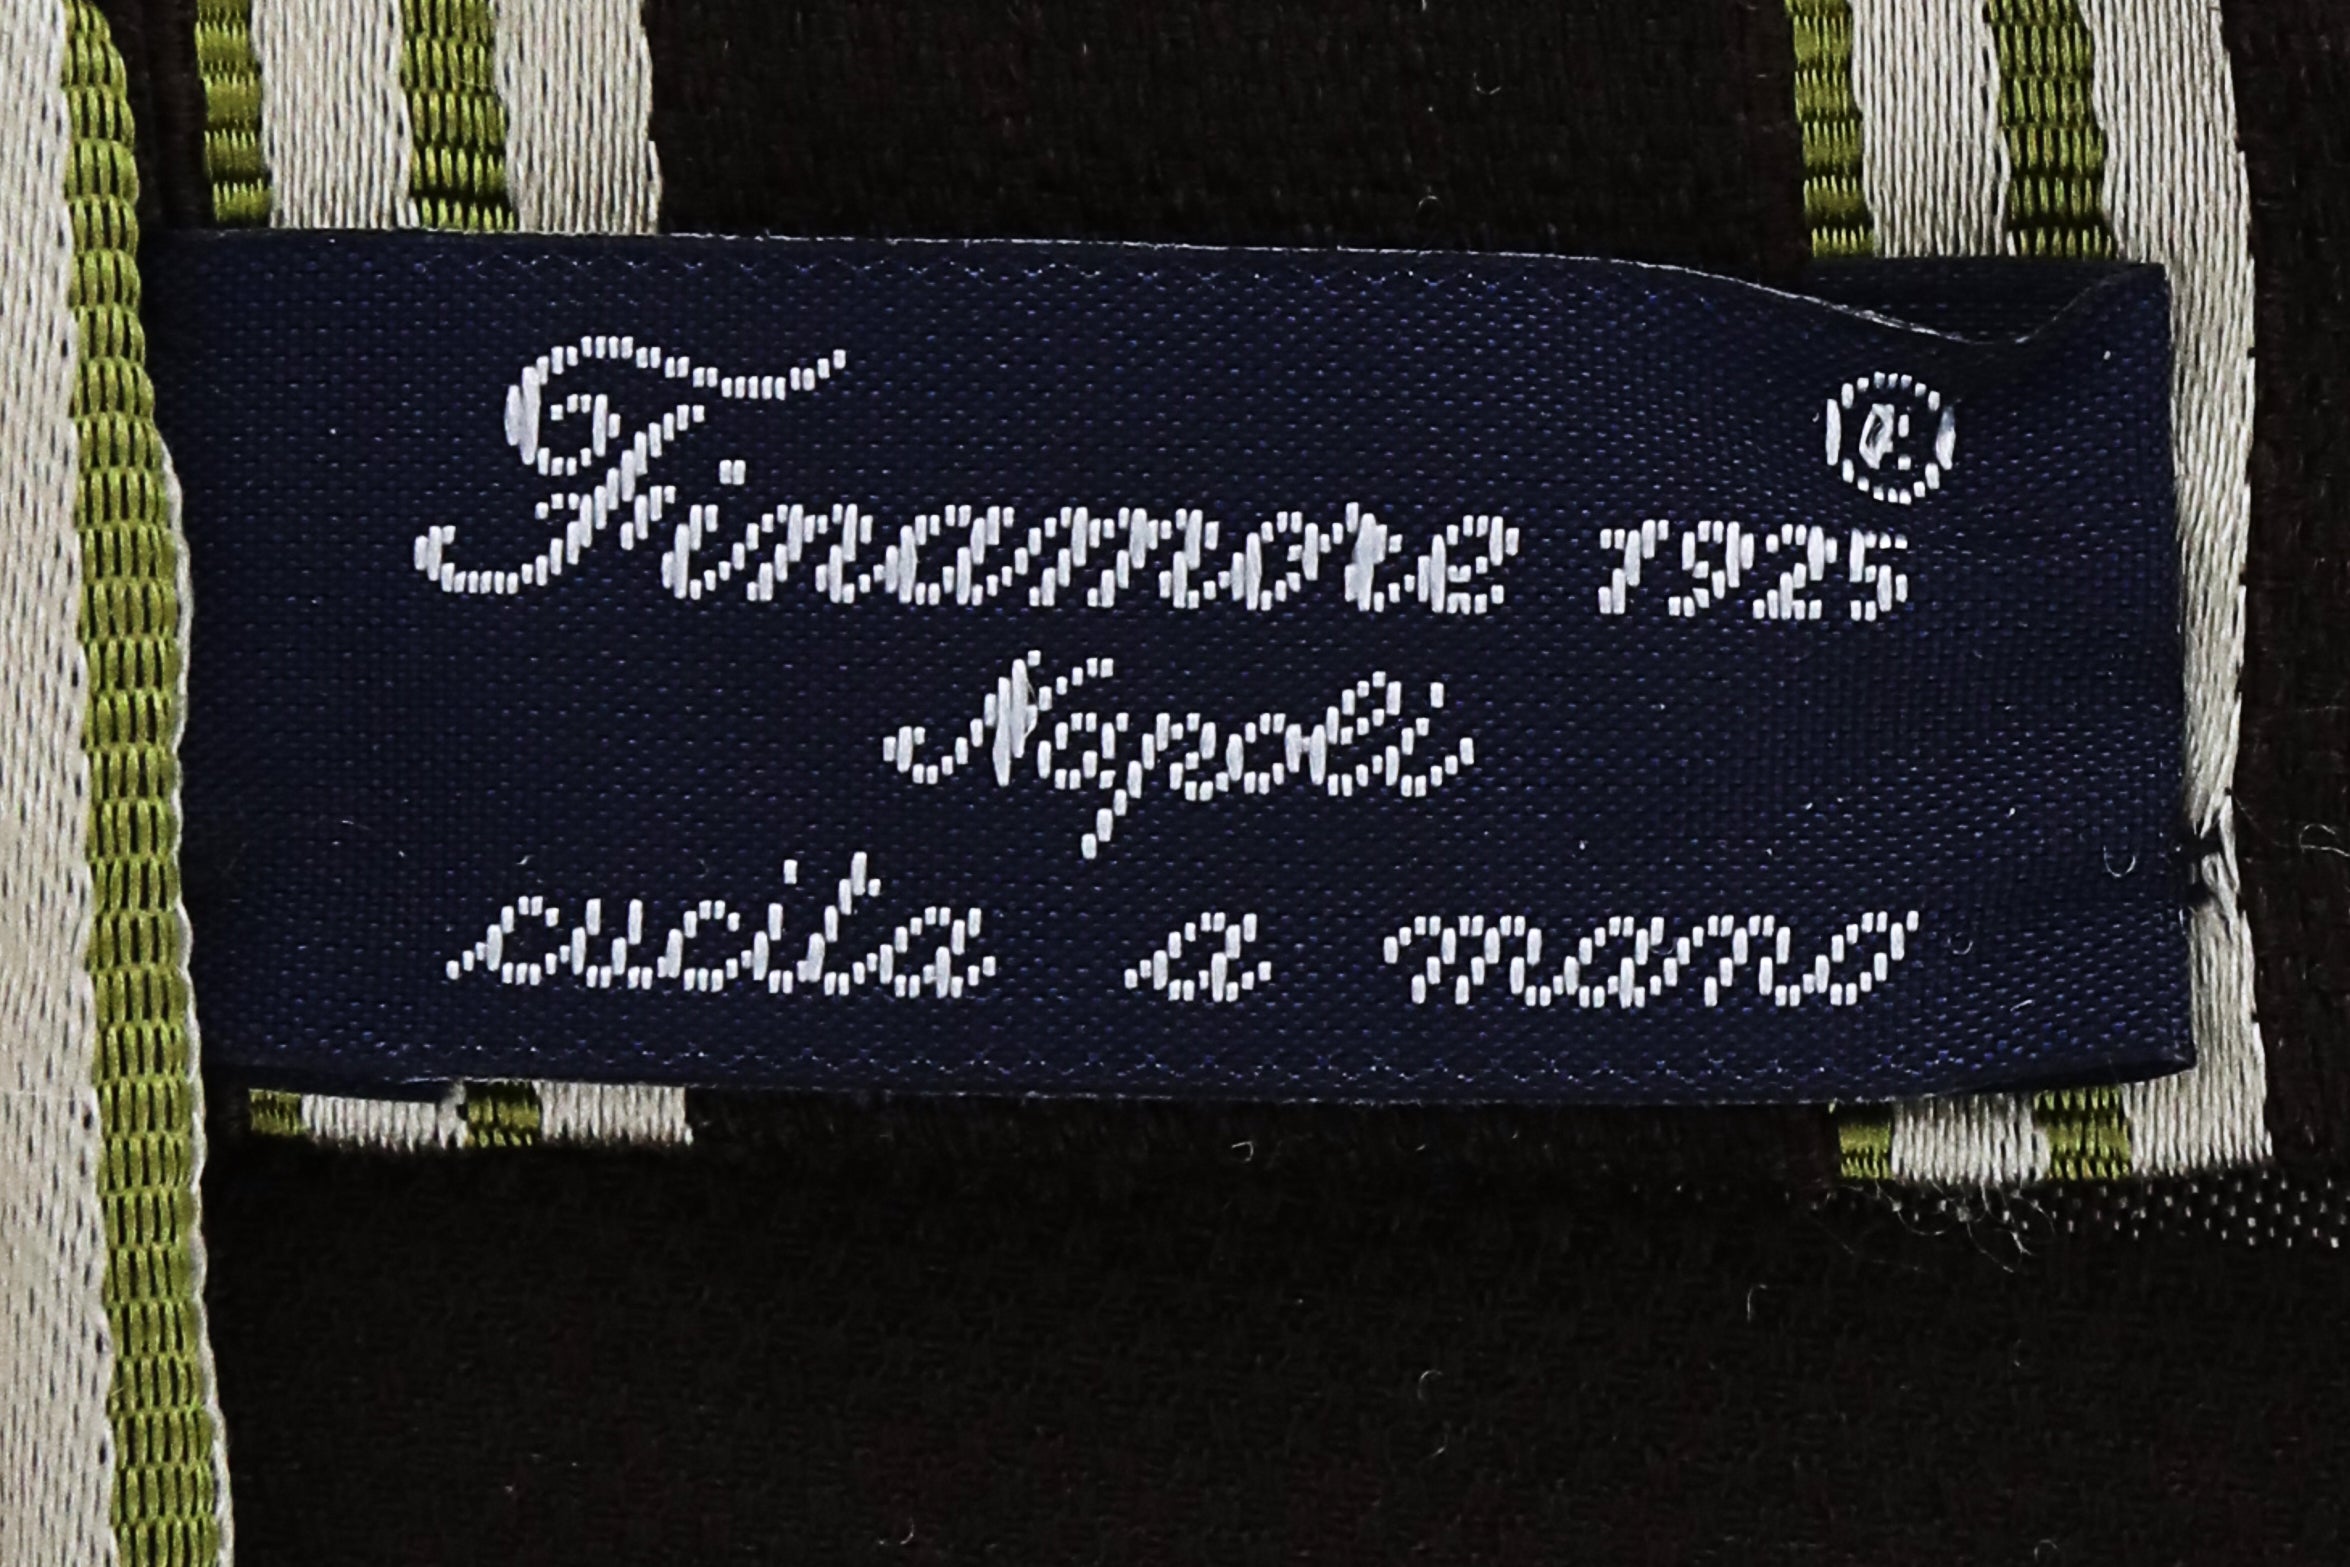 Finamore 1925 ®
Napoli
cucita a mano